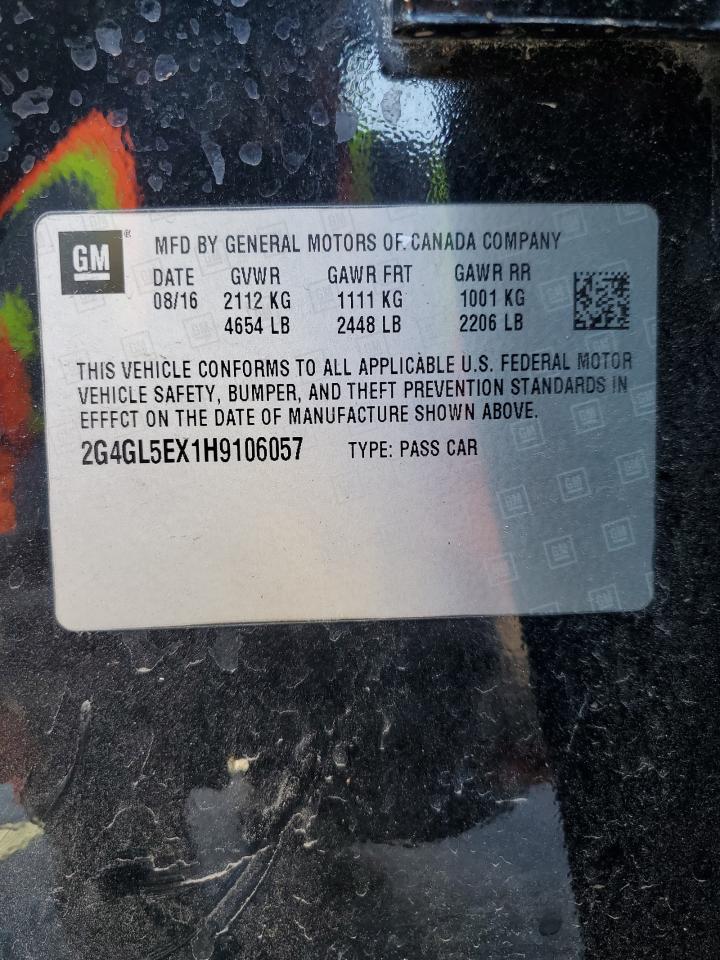 GM® MFD BY GENERAL MOTORS OF CANADA COMPANY
DATE GVWR GAWR FRT GAWR RR
08/16 2112 KG 1111 KG 1001 KG
4654 LB 2448 LB 2206 LB
THIS VEHICLE CONFORMS TO ALL APPLICABLE U.S. FEDERAL MOTOR
VEHICLE SAFETY, BUMPER, AND THEFT PREVENTION STANDARDS IN
EFFFCT ON THE DATE OF MANUFACTURE SHOWN ABOVE.
2G4GL5EX1H9106057 TYPE: PASS CAR